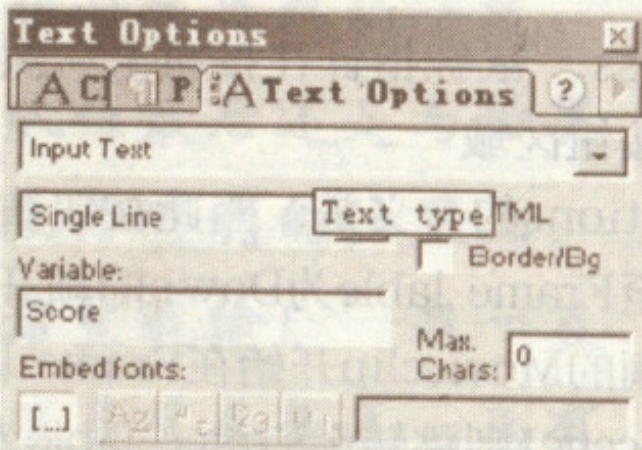 Text Options
A C ¶ P A Text Options ?
Input Text
Single Line Text type TML
Border/Bg
Variable:
Score
Max. Chars: 0
Embed fonts:
[...]